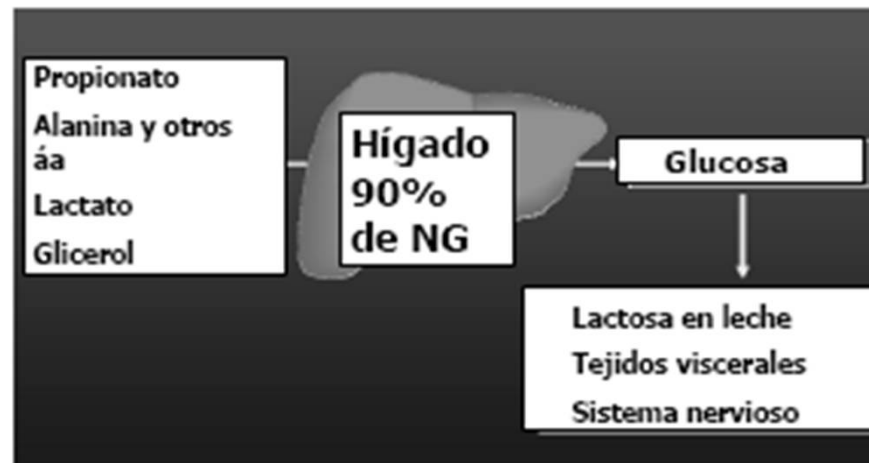 Propionato
Alanina y otros
áa
Lactato
Glicerol
Hígado
90%
de NG
Glucosa
Lactosa en leche
Tejidos viscerales
Sistema nervioso